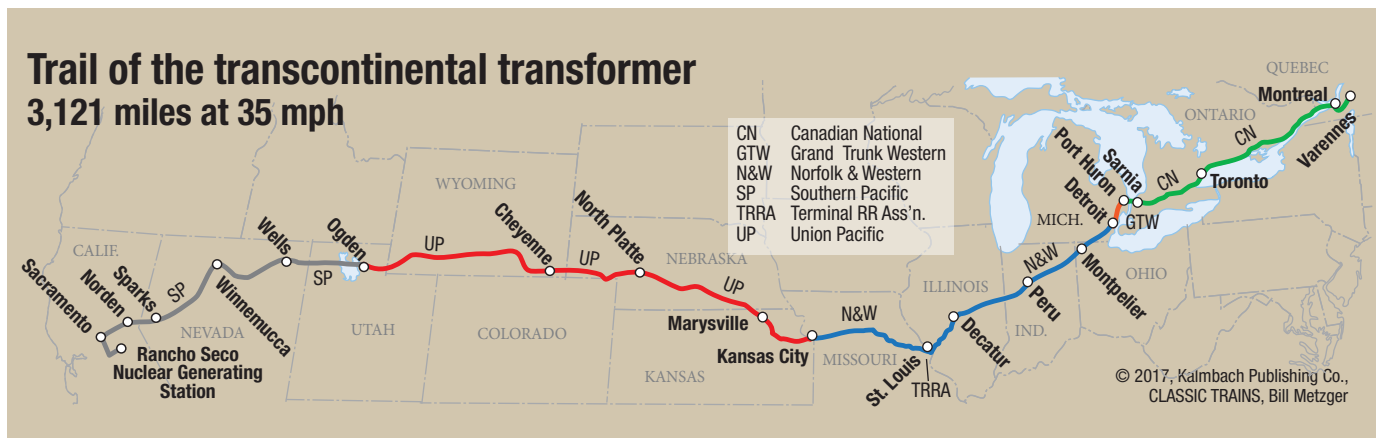 Trail of the transcontinental transformer
3,121 miles at 35 mph
CN Canadian National
GTW Grand Trunk Western
N&W Norfolk & Western
SP Southern Pacific
TRRA Terminal RR Ass'n.
UP Union Pacific
QUEBEC
Montreal
ONTARIO
CN
Varennes
Sarnia
Port Huron
CN
Toronto
Detroit
MICH.
GTW
WYOMING
North Platte
Cheyenne
Wells
Ogden
UP
CALIF.
UP
NEBRASKA
N&W
OHIO
Montpelier
Sparks
Norden
Sacramento
SP
SP
Winnemucca
UP
ILLINOIS
Peru
NEVADA
UTAH
COLORADO
Marysville
N&W
Decatur
IND.
Rancho Seco
Nuclear Generating
Station
Kansas City
MISSOURI
St. Louis
KANSAS
TRRA
© 2017, Kalmbach Publishing Co.,
CLASSIC TRAINS, Bill Metzger